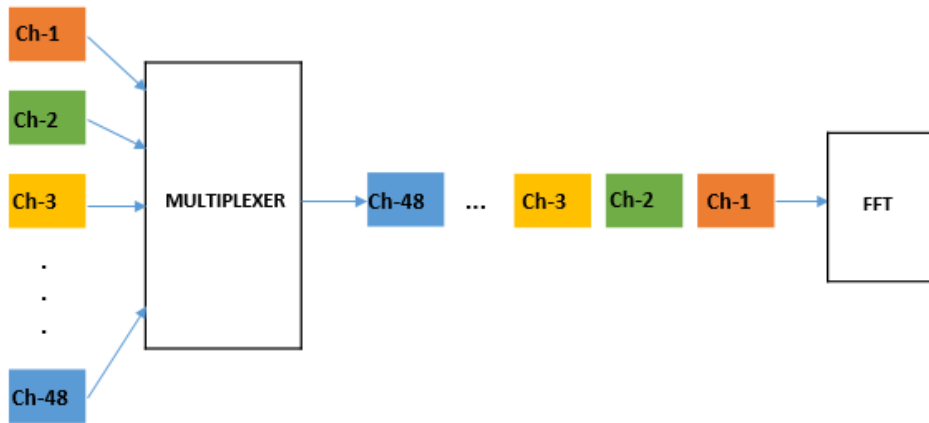 Ch-1
Ch-2
Ch-3
.
.
.
Ch-48
MULTIPLEXER
Ch-48 ... Ch-3 Ch-2 Ch-1
FFT